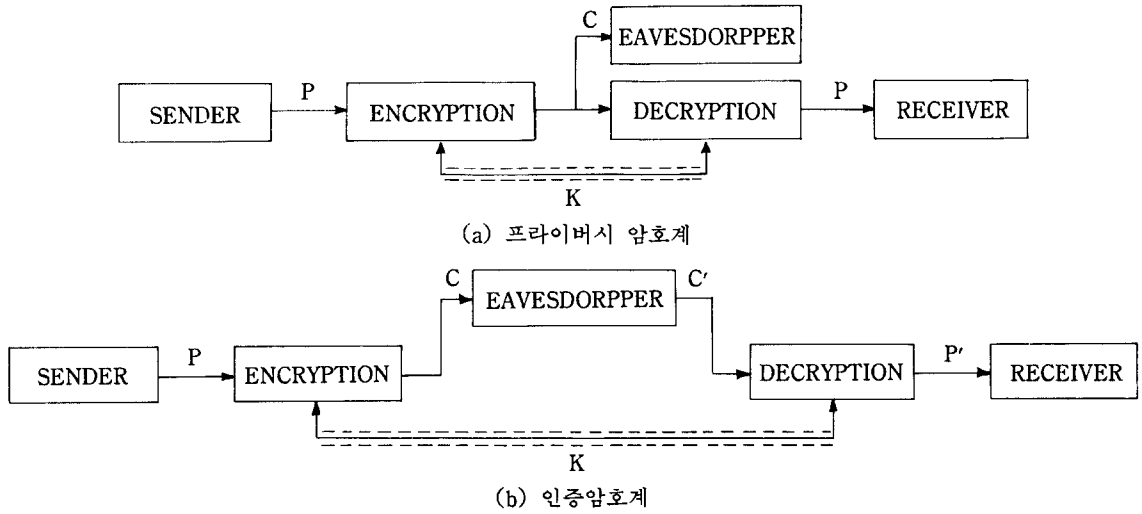 C
EAVESDORPPER
P
P
SENDER
ENCRYPTION
DECRYPTION
RECEIVER
K
(a) 프라이버시 암호계
C
C′
EAVESDORPPER
P
P′
SENDER
ENCRYPTION
DECRYPTION
RECEIVER
K
(b) 인증암호계